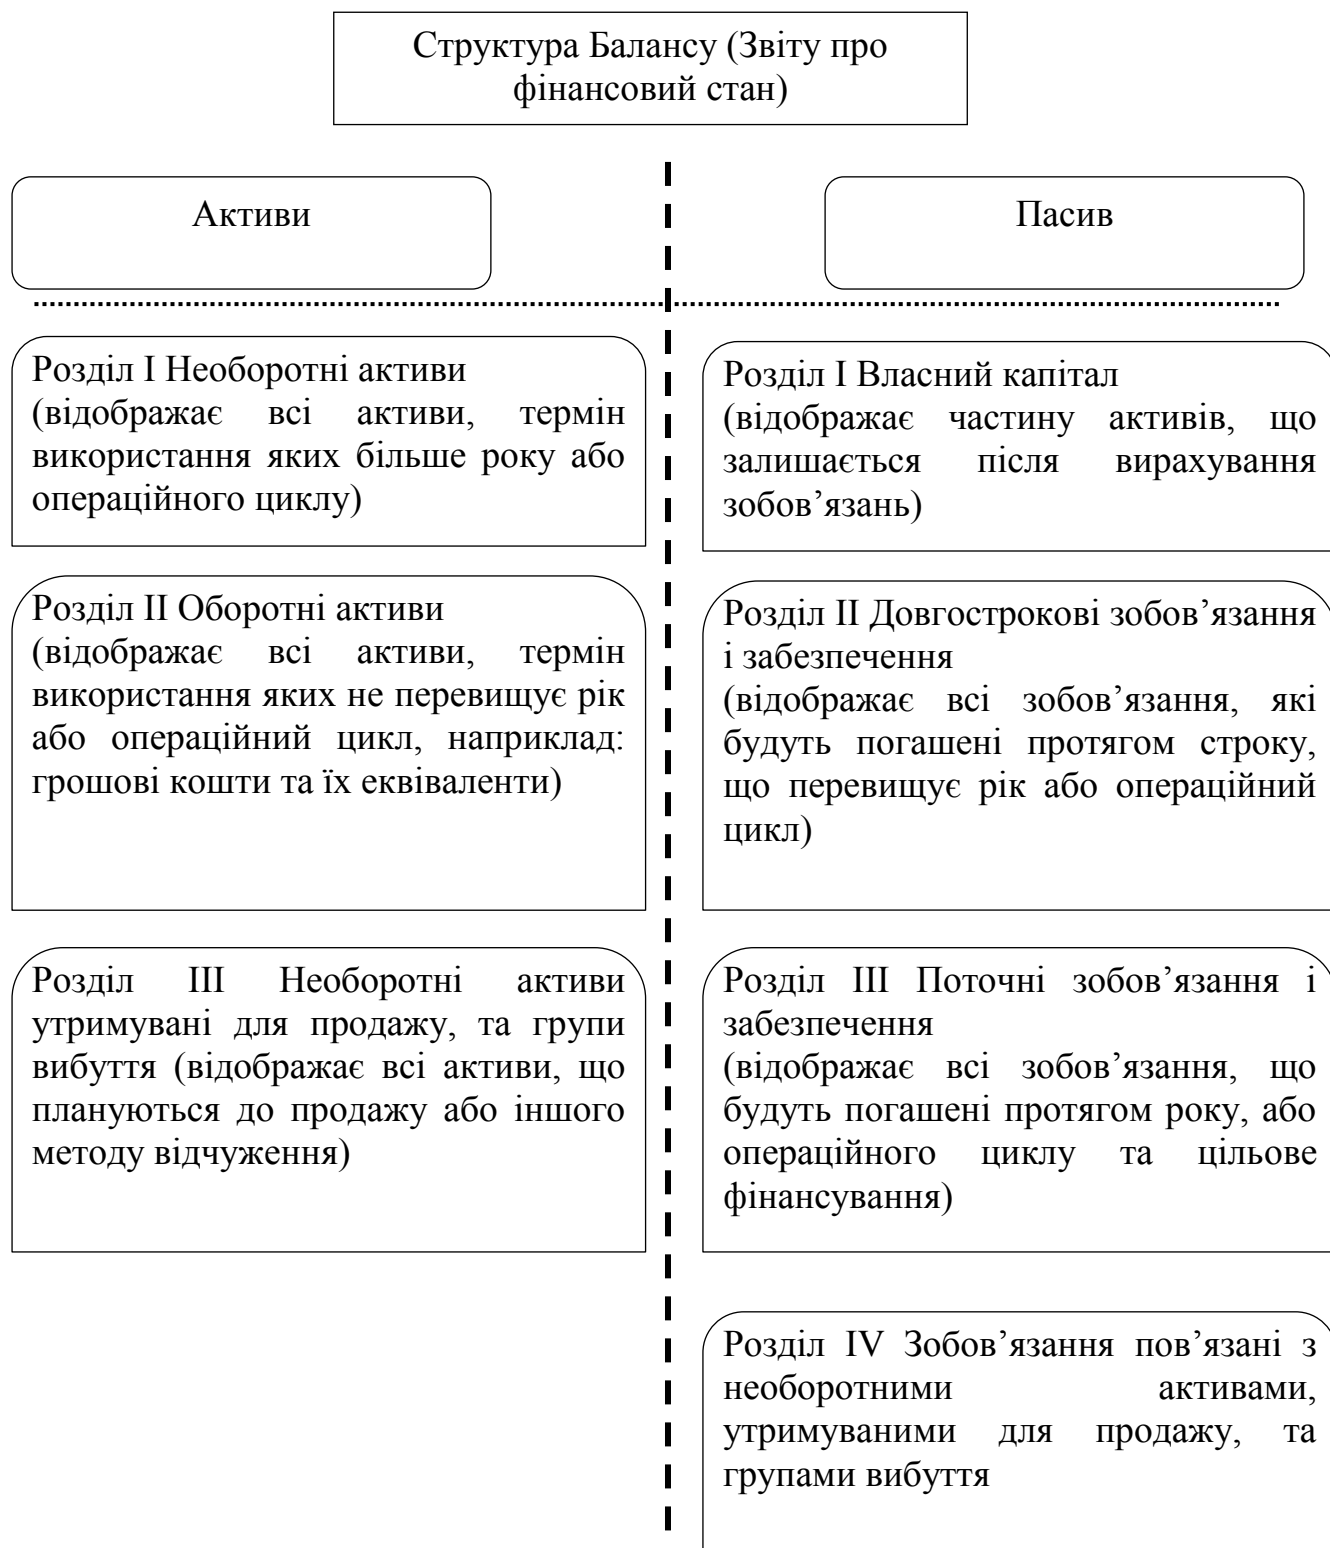 Структура Балансу (Звіту про
фінансовий стан)
Активи
Пасив
Розділ І Необоротні активи
(відображає всі активи, термін
використання яких більше року або
операційного циклу)
Розділ ІІ Оборотні активи
(відображає всі активи, термін
використання яких не перевищує рік
або операційний цикл, наприклад:
грошові кошти та їх еквіваленти)
Розділ ІІІ Необоротні активи
утримувані для продажу, та групи
вибуття (відображає всі активи, що
плануються до продажу або іншого
методу відчуження)
Розділ І Власний капітал
(відображає частину активів, що
залишається після вирахування
зобов’язань)
Розділ ІІ Довгострокові зобов’язання
і забезпечення
(відображає всі зобов’язання, які
будуть погашені протягом строку,
що перевищує рік або операційний
цикл)
Розділ ІІІ Поточні зобов’язання і
забезпечення
(відображає всі зобов’язання, що
будуть погашені протягом року, або
операційного циклу та цільове
фінансування)
Розділ IV Зобов’язання пов’язані з
необоротними активами,
утримуваними для продажу, та
групами вибуття